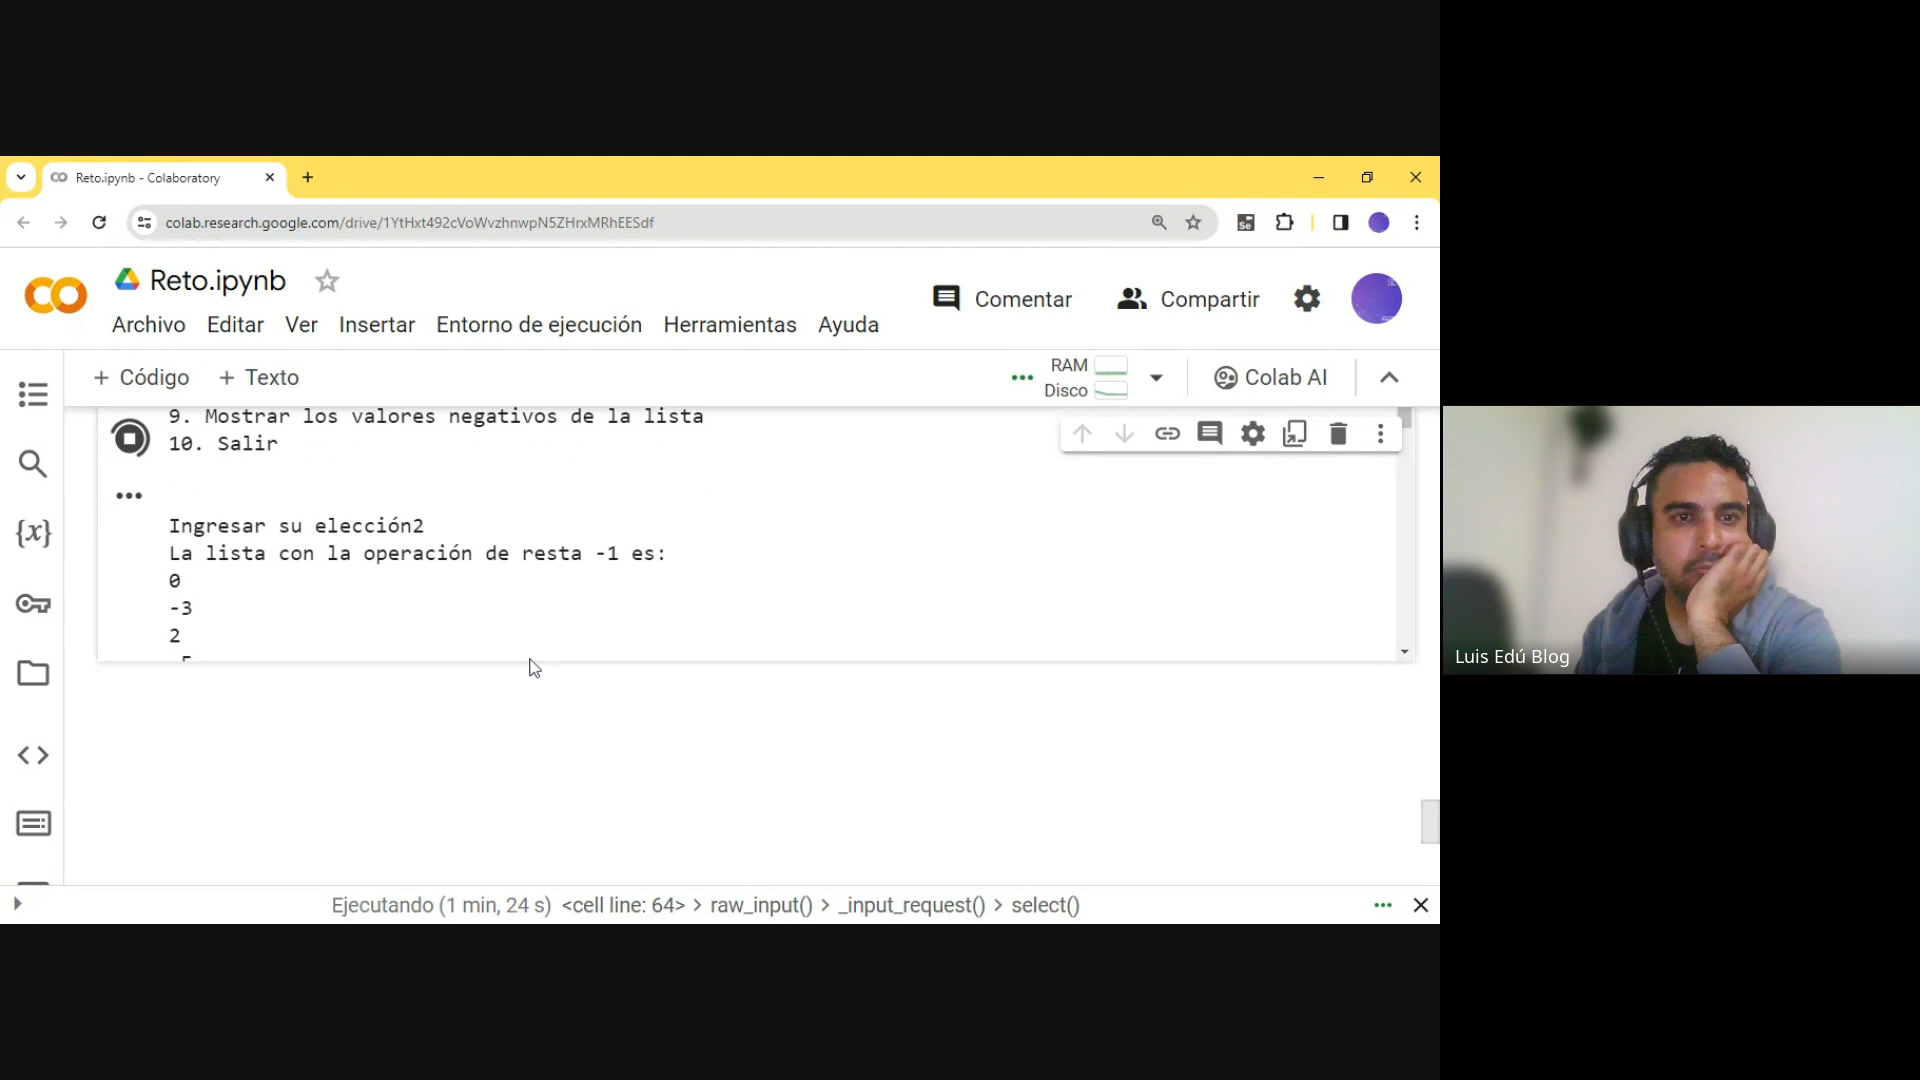 Reto.ipynb - Colaboratory
colab.research.google.com/drive/1YtHxt492cVoWvzhnwpN5ZHrxMRhEESdf
Se
Reto.ipynb
Comentar
Compartir
Archivo Editar Ver Insertar Entorno de ejecución Herramientas Ayuda
+ Código + Texto
RAM
Disco
Colab AI
9. Mostrar los valores negativos de la lista
10. Salir
{x}
Ingresar su elección2
La lista con la operación de resta -1 es:
0
-3
2
Luis Edú Blog
Ejecutando (1 min, 24 s) <cell line: 64> > raw_input() > _input_request() > select()